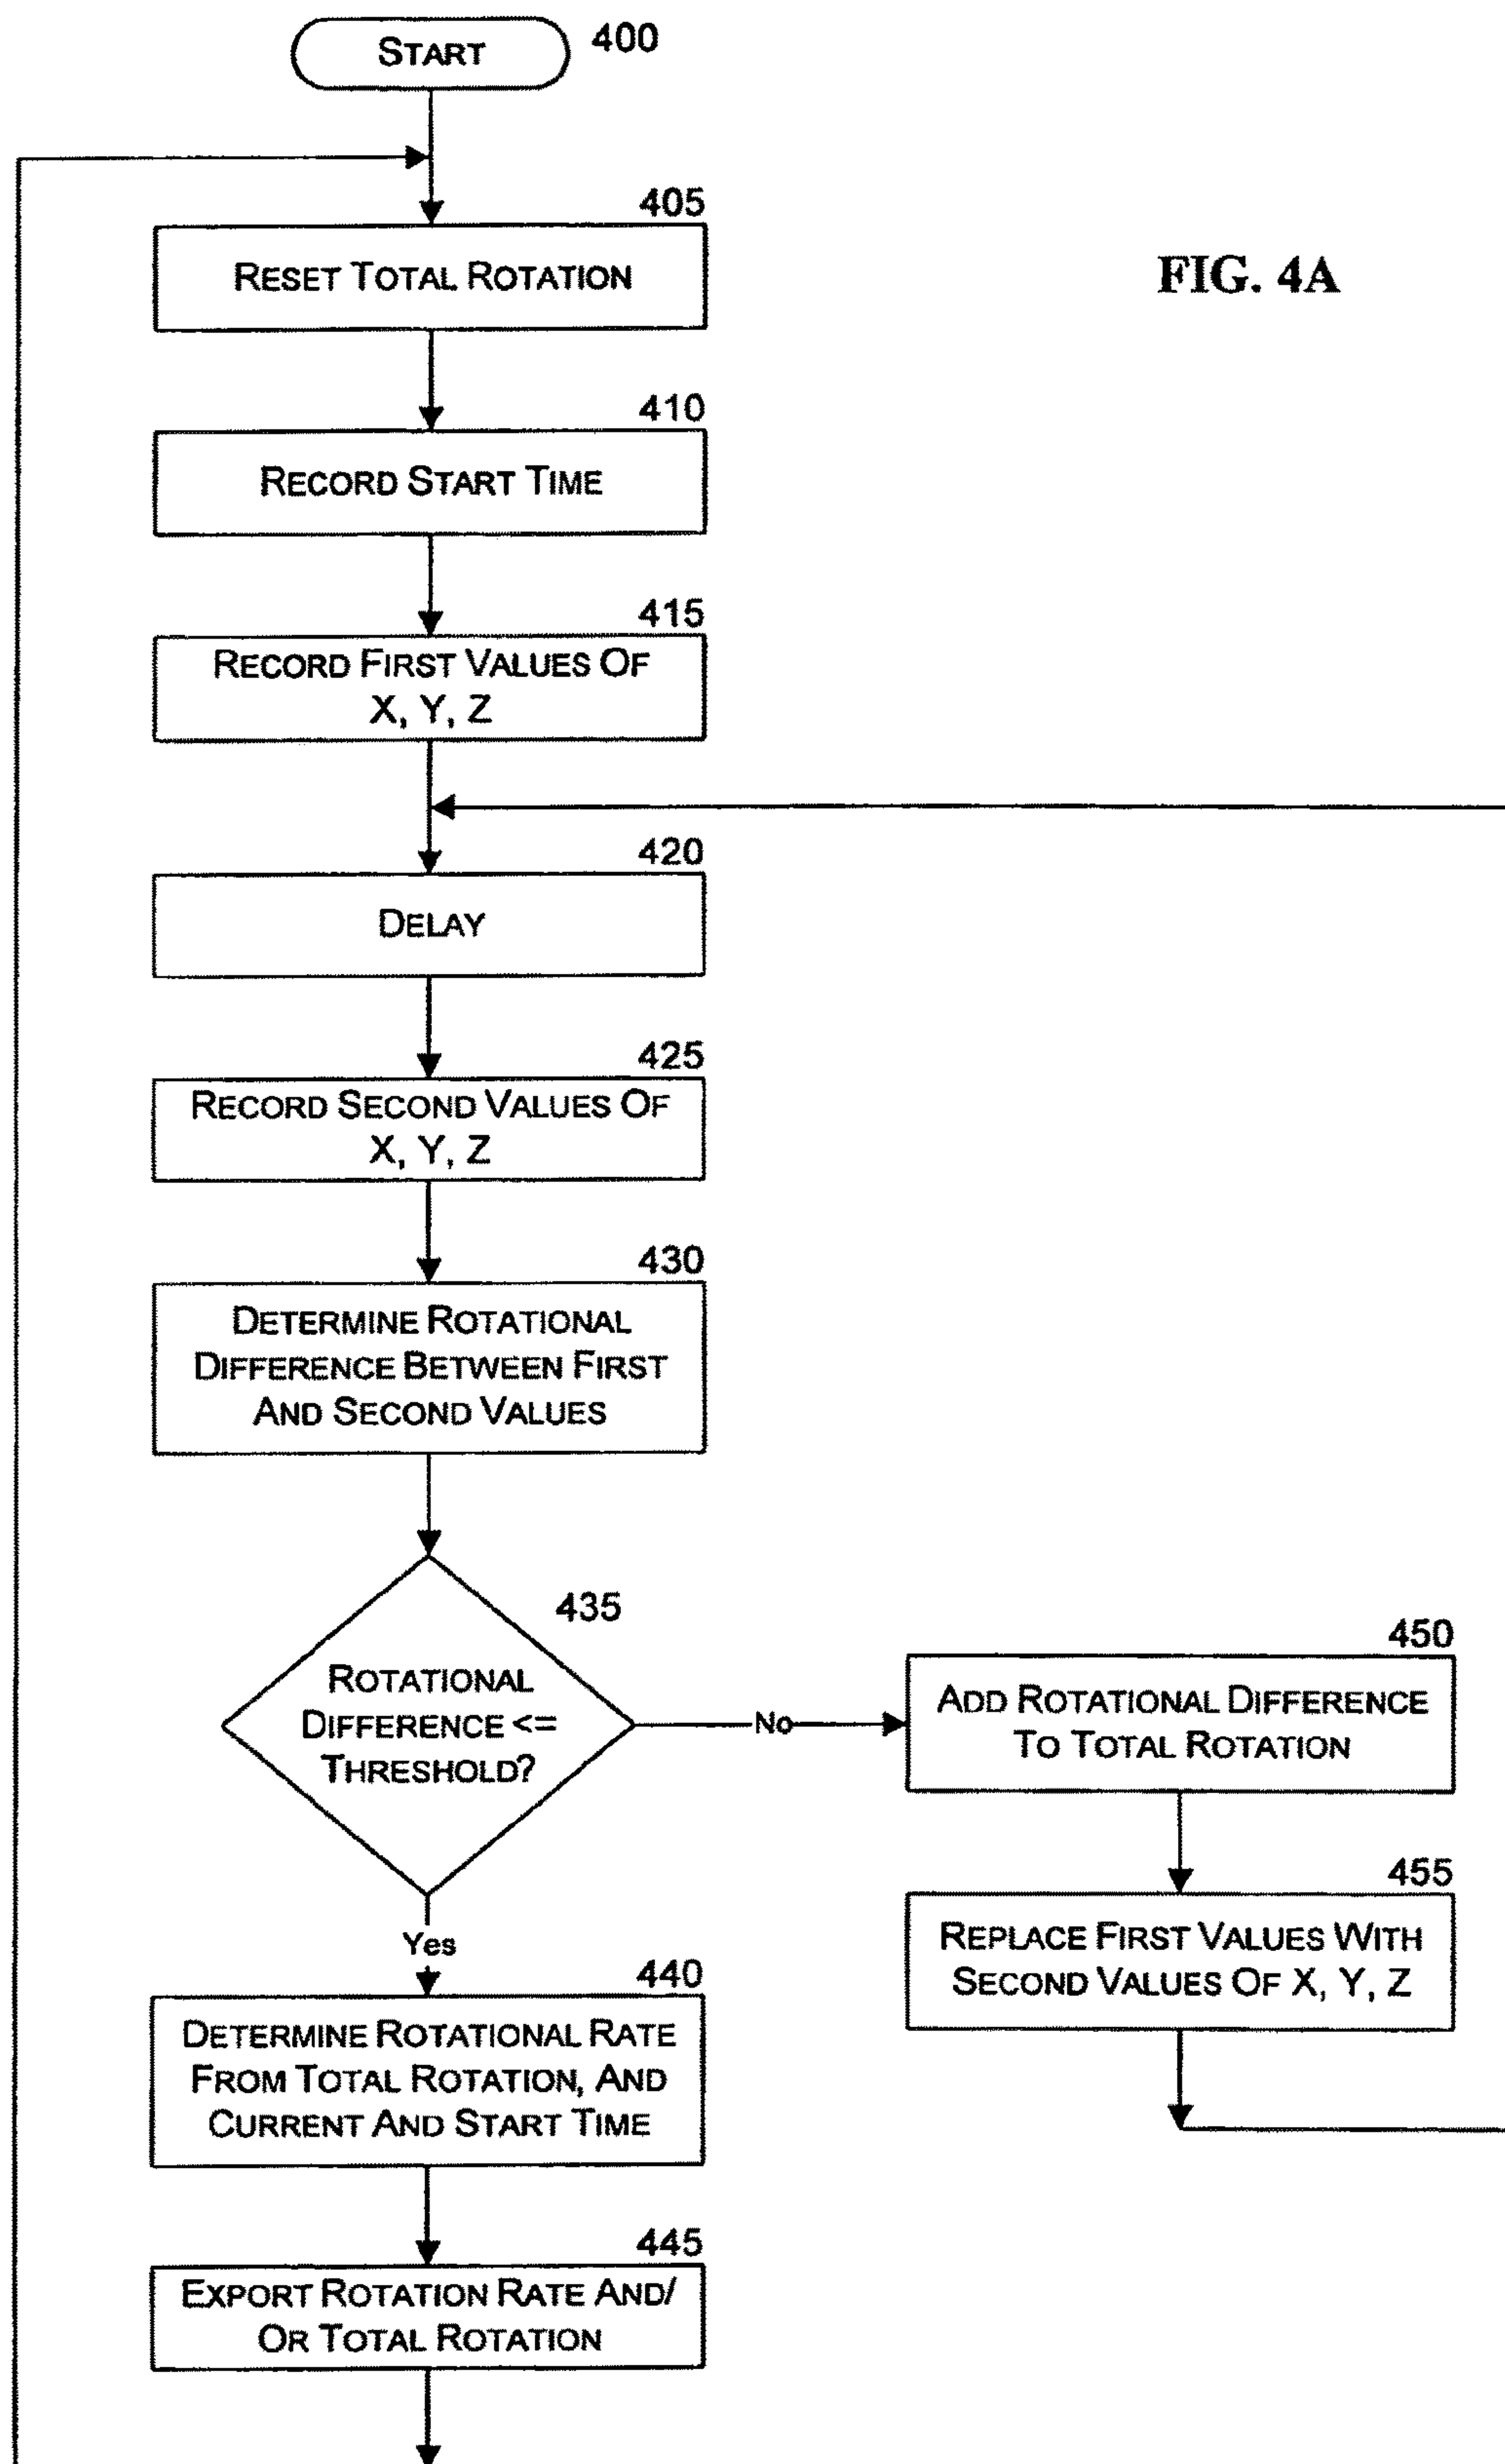 START
400
405
RESET TOTAL ROTATION
FIG. 4A
410
RECORD START TIME
415
RECORD FIRST VALUES OF
X, Y, Z
420
DELAY
425
RECORD SECOND VALUES OF
X, Y, Z
430
DETERMINE ROTATIONAL
DIFFERENCE BETWEEN FIRST
AND SECOND VALUES
435
ROTATIONAL
DIFFERENCE <=
THRESHOLD?
No
450
ADD ROTATIONAL DIFFERENCE
TO TOTAL ROTATION
455
REPLACE FIRST VALUES WITH
SECOND VALUES OF X, Y, Z
Yes
440
DETERMINE ROTATIONAL RATE
FROM TOTAL ROTATION, AND
CURRENT AND START TIME
445
EXPORT ROTATION RATE AND/
OR TOTAL ROTATION